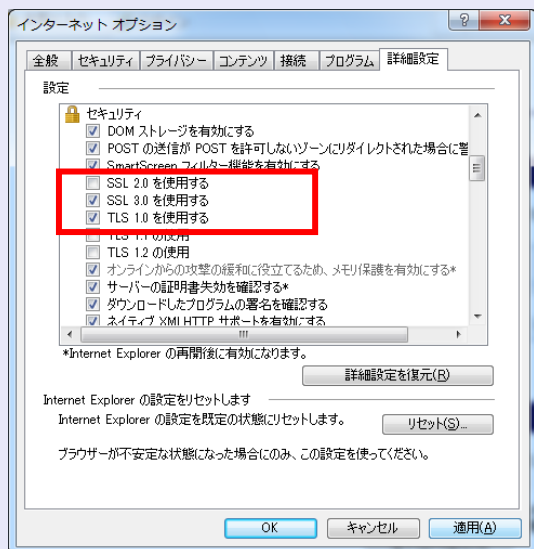 インターネット オプション
全般 セキュリティ プライバシー コンテンツ 接続 プログラム 詳細設定
設定
セキュリティ
DOM ストレージを有効にする
POST の送信が POST を許可しないゾーンにリダイレクトされた場合に警
SmartScreen フィルター機能を有効にする
SSL 2.0 を使用する
SSL 3.0 を使用する
TLS 1.0 を使用する
TLS 1.1 の使用
TLS 1.2 の使用
オンラインからの攻撃の緩和に役立てるため、メモリ保護を有効にする*
サーバーの証明書失効を確認する*
ダウンロードしたプログラムの署名を確認する
ネイティブ XMLHTTP サポートを有効にする
*Internet Explorer の再開後に有効になります。
詳細設定を復元(R)
Internet Explorer の設定をリセットします
Internet Explorer の設定を既定の状態にリセットします。
リセット(S)...
ブラウザーが不安定な状態になった場合にのみ、この設定を使ってください。
OK キャンセル 適用(A)